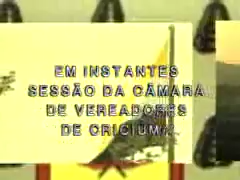 EM INSTANTES
SESSÃO DA CÂMARA
DE VEREADORES
DE CRICIÚMA